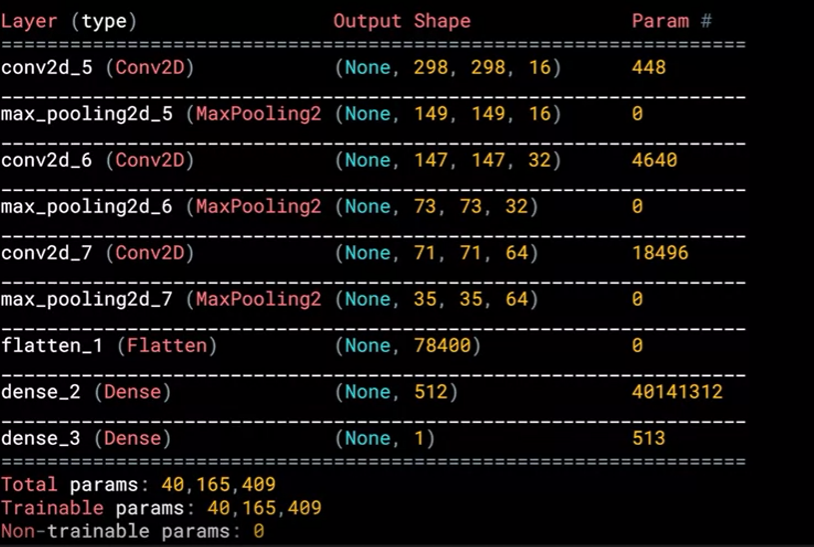 Layer (type) Output Shape Param #
=================================================================
conv2d_5 (Conv2D) (None, 298, 298, 16) 448
_________________________________________________________________
max_pooling2d_5 (MaxPooling2 (None, 149, 149, 16) 0
_________________________________________________________________
conv2d_6 (Conv2D) (None, 147, 147, 32) 4640
_________________________________________________________________
max_pooling2d_6 (MaxPooling2 (None, 73, 73, 32) 0
_________________________________________________________________
conv2d_7 (Conv2D) (None, 71, 71, 64) 18496
_________________________________________________________________
max_pooling2d_7 (MaxPooling2 (None, 35, 35, 64) 0
_________________________________________________________________
flatten_1 (Flatten) (None, 78400) 0
_________________________________________________________________
dense_2 (Dense) (None, 512) 40141312
_________________________________________________________________
dense_3 (Dense) (None, 1) 513
=================================================================
Total params: 40,165,409
Trainable params: 40,165,409
Non-trainable params: 0